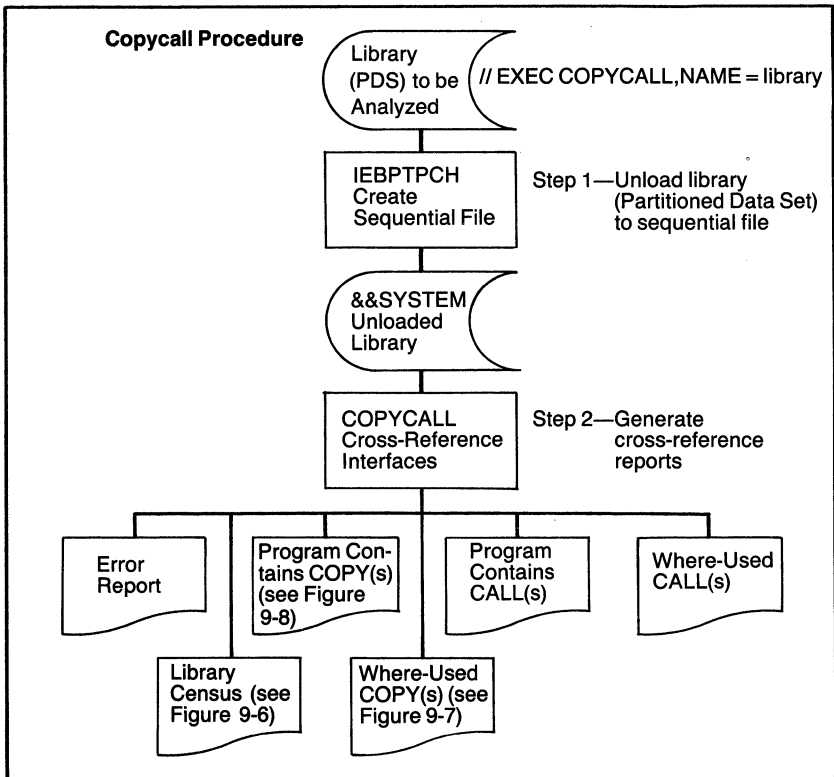 Copycall Procedure
Library
(PDS) to be
Analyzed
// EXEC COPYCALL,NAME = library
IEBPTPCH
Create
Sequential File
Step 1—Unload library
(Partitioned Data Set)
to sequential file
&&SYSTEM
Unloaded
Library
COPYCALL
Cross-Reference
Interfaces
Step 2—Generate
cross-reference
reports
Error
Report
Program Con-
tains COPY(s)
(see Figure
9-8)
Program
Contains
CALL(s)
Where-Used
CALL(s)
Library
Census (see
Figure 9-6)
Where-Used
COPY(s) (see
Figure 9-7)